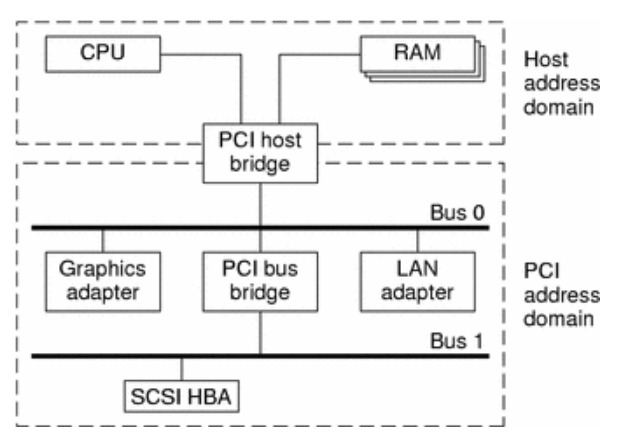 CPU
RAM
Host
address
domain
PCI host
bridge
Bus 0
Graphics
adapter
PCI bus
bridge
LAN
adapter
PCI
address
domain
Bus 1
SCSI HBA